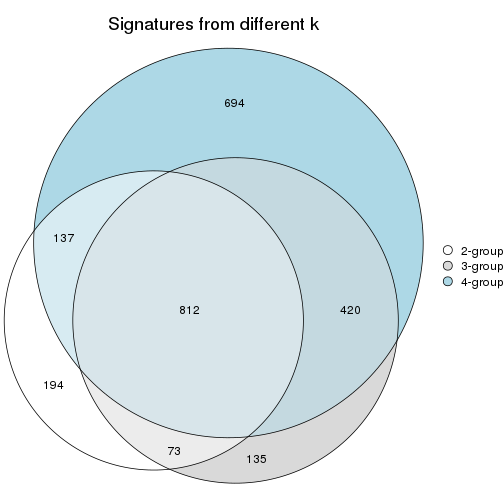 Signatures from different k
694
137
812
420
194
73
135
2-group
3-group
4-group